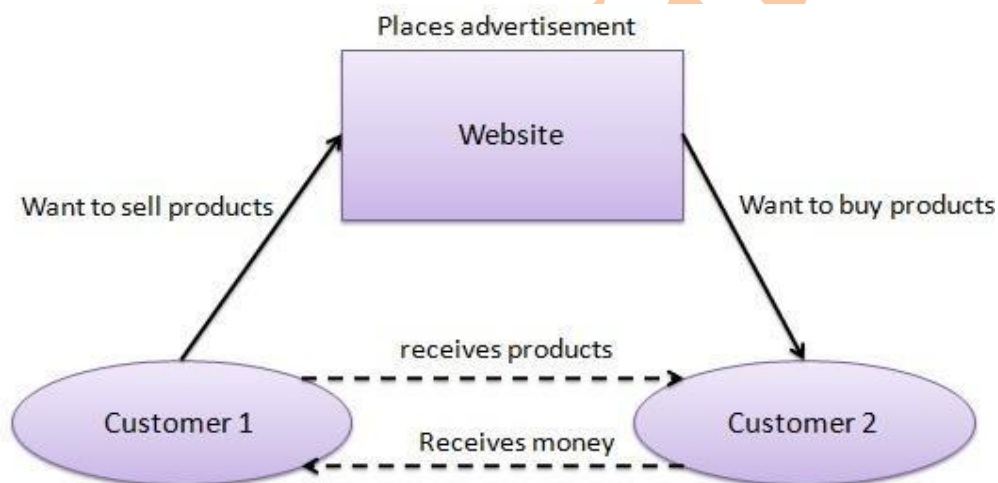 Places advertisement
Website
Want to sell products
Want to buy products
receives products
Customer 1
Customer 2
Receives money